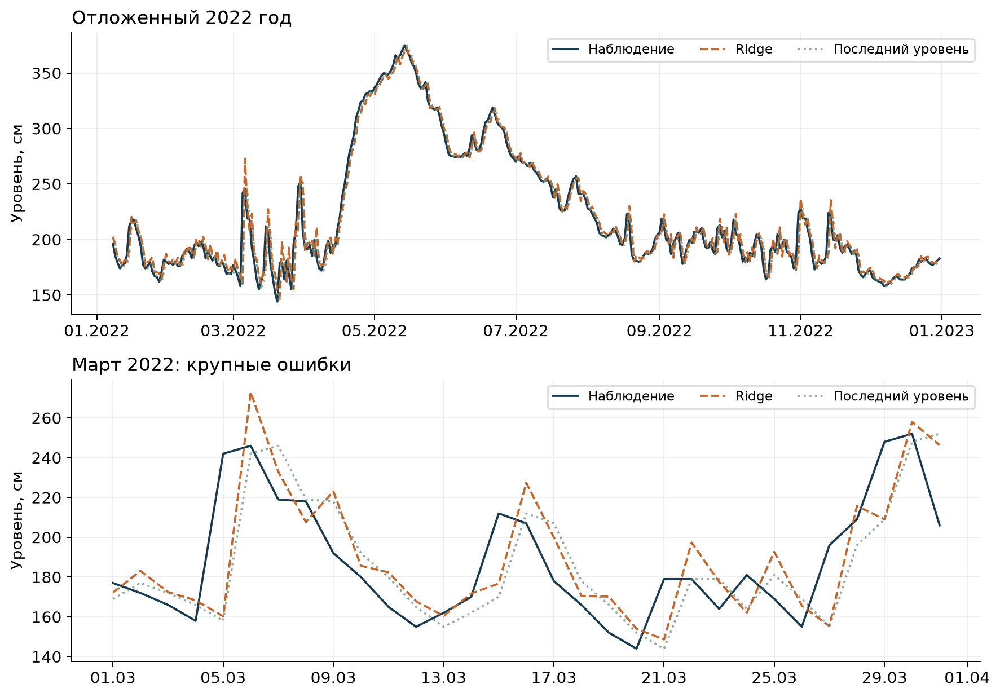 Отложенный 2022 год
Наблюдение Ridge Последний уровень
Уровень, см
350
300
250
200
150
01.2022 03.2022 05.2022 07.2022 09.2022 11.2022 01.2023
Март 2022: крупные ошибки
Наблюдение Ridge Последний уровень
Уровень, см
260
240
220
200
180
160
140
01.03 05.03 09.03 13.03 17.03 21.03 25.03 29.03 01.04